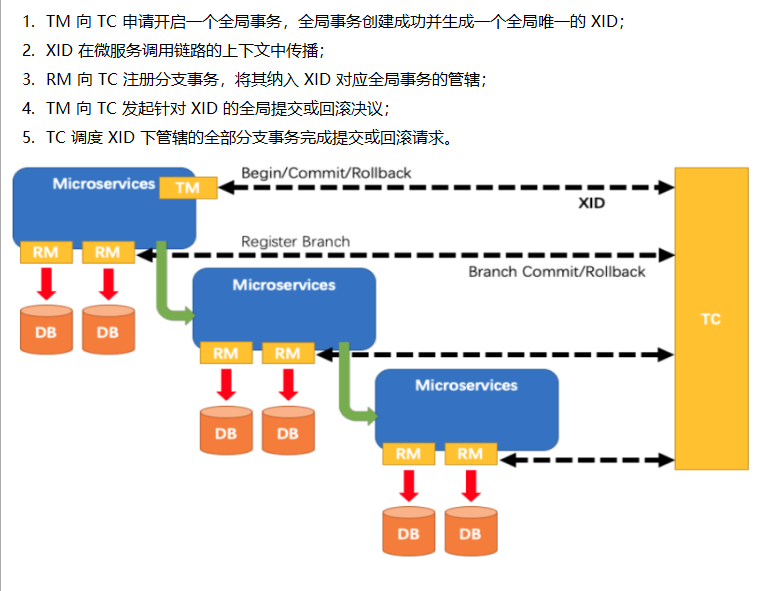 1. TM 向 TC 申请开启一个全局事务，全局事务创建成功并生成一个全局唯一的 XID；
2. XID 在微服务调用链路的上下文中传播；
3. RM 向 TC 注册分支事务，将其纳入 XID 对应全局事务的管辖；
4. TM 向 TC 发起针对 XID 的全局提交或回滚决议；
5. TC 调度 XID 下管辖的全部分支事务完成提交或回滚请求。
Begin/Commit/Rollback
Microservices
TM
XID
Register Branch
RM
RM
Branch Commit/Rollback
Microservices
TC
DB
DB
RM
RM
Microservices
DB
DB
RM
RM
DB
DB